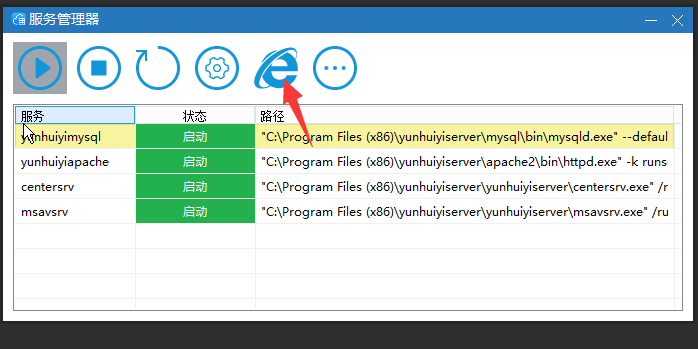 服务管理器
服务 状态 路径
yunhuiyimysql 启动 "C:\Program Files (x86)\yunhuiyiserver\mysql\bin\mysqld.exe" --defaul
yunhuiyiapache 启动 "C:\Program Files (x86)\yunhuiyiserver\apache2\bin\httpd.exe" -k runse
centersrv 启动 "C:\Program Files (x86)\yunhuiyiserver\yunhuiyiserver\centersrv.exe" /r
msavsrv 启动 "C:\Program Files (x86)\yunhuiyiserver\yunhuiyiserver\msavsrv.exe" /ru